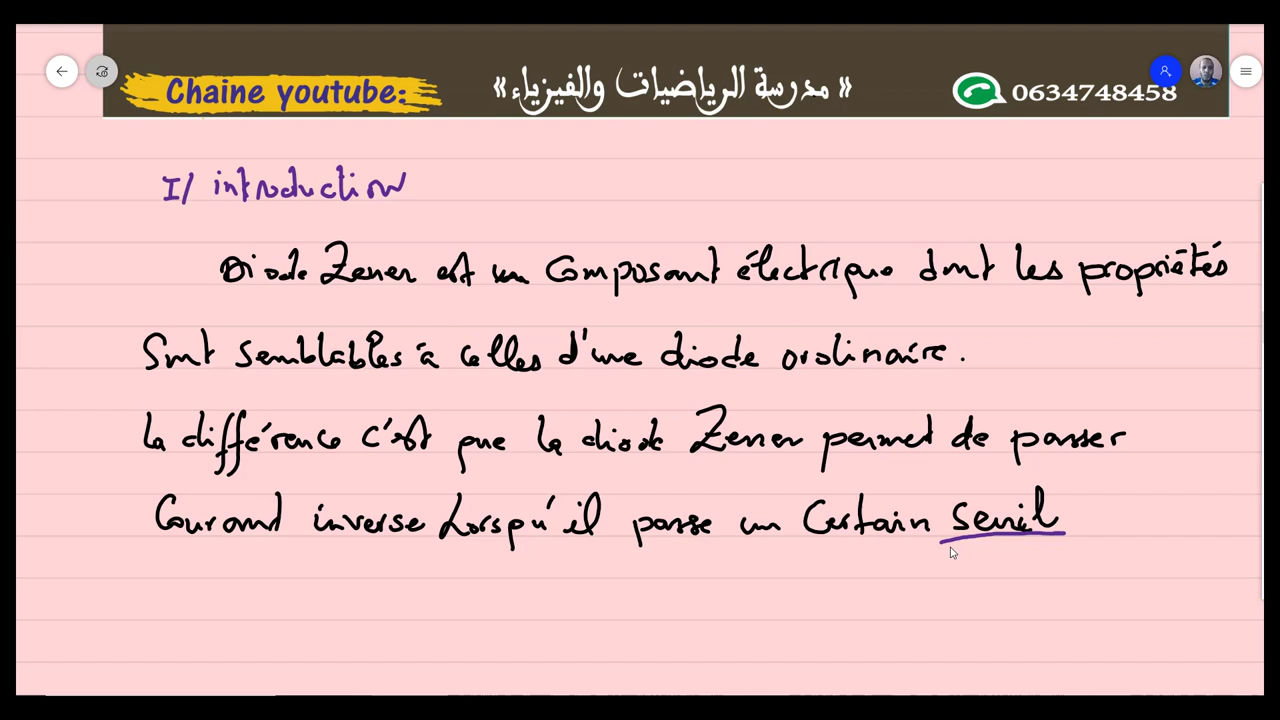 Chaine youtube:
« مدرسة الرياضيات والفيزياء »
0634748458
I/ introduction
Diode Zener est un composant électrique dont les propriétés
sont semblables à celles d'une diode ordinaire.
la différence c'est que la diode Zener permet de passer
Courand inverse Lorsqu'il passe un Certain Seuil